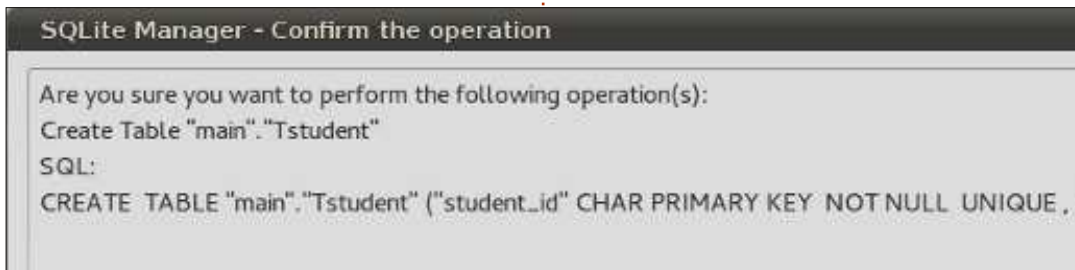 SQLite Manager - Confirm the operation
Are you sure you want to perform the following operation(s):
Create Table "main"."Tstudent"
SQL:
CREATE  TABLE "main"."Tstudent" ("student_id" CHAR PRIMARY KEY  NOT NULL  UNIQUE ,